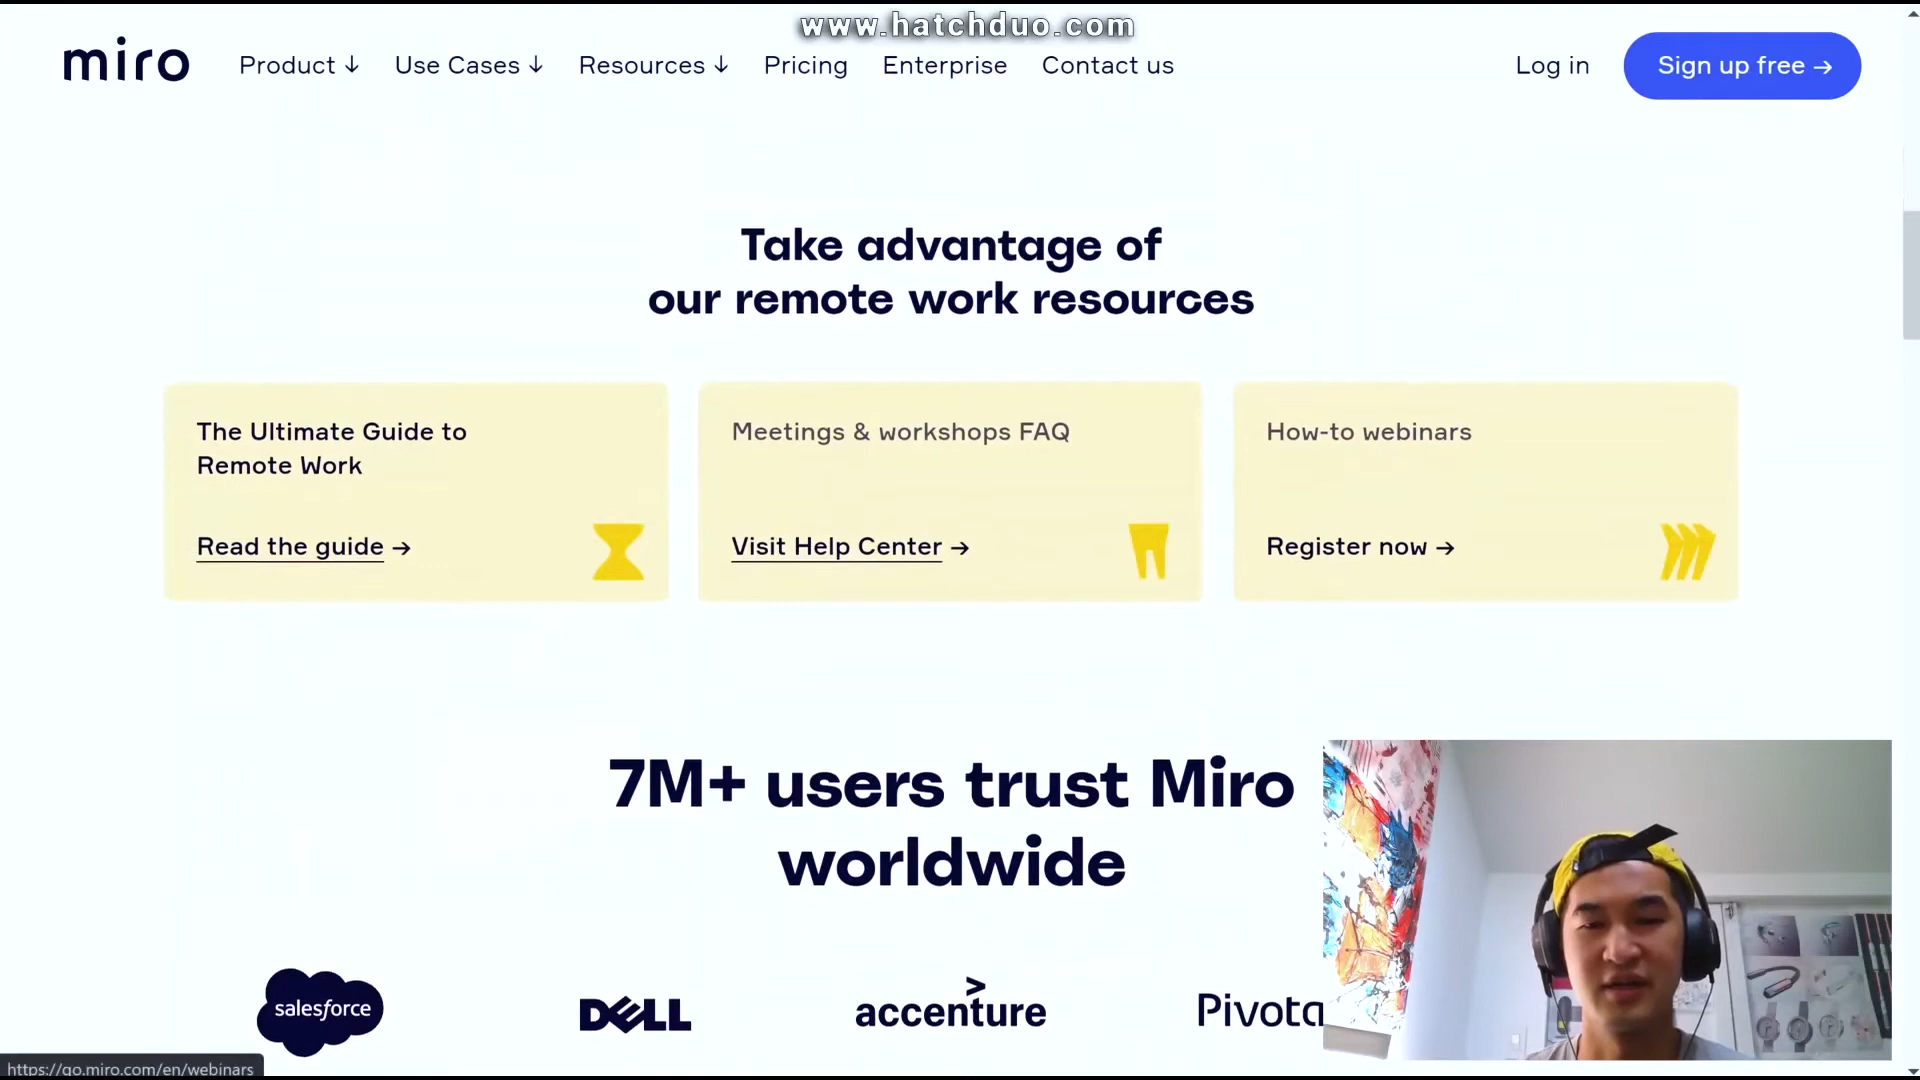 www.hatchduo.com
miro
Product ↓
Use Cases ↓
Resources ↓
Pricing
Enterprise
Contact us
Log in
Sign up free →
Take advantage of
our remote work resources
The Ultimate Guide to
Remote Work
Read the guide →
Meetings & workshops FAQ
Visit Help Center →
How-to webinars
Register now →
7M+ users trust Miro
worldwide
salesforce
DELL
accenture
Pivota
https://go.miro.com/en/webinars